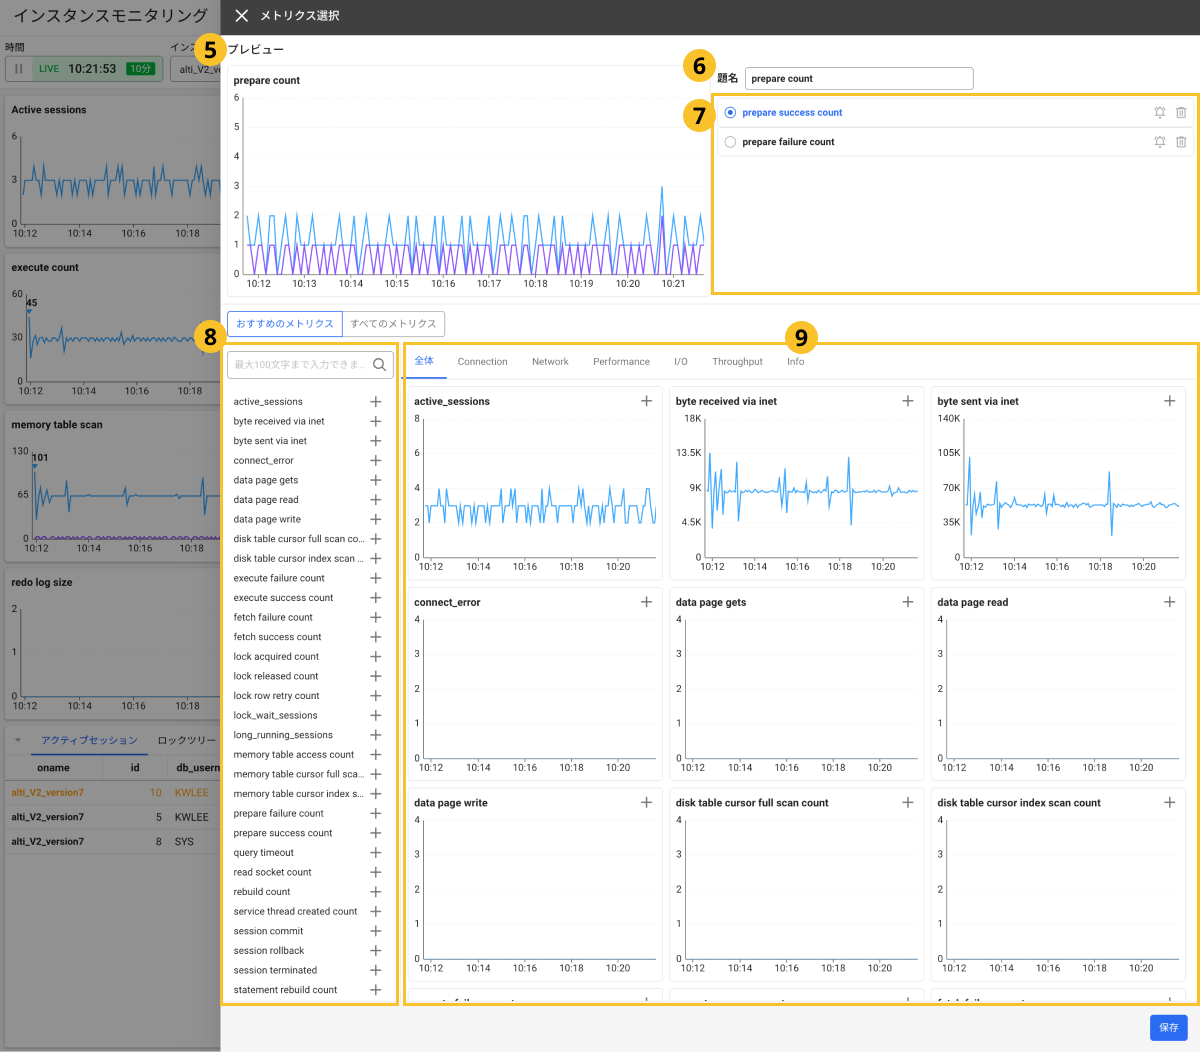 インスタンスモニタリング
時間
イン
LIVE 10:21:53 10分
alti_V2_v
Active sessions
6
3
0
10:12 10:14 10:16 10:18
execute count
60
45
30
0
10:12 10:14 10:16 10:18
memory table scan
130
101
65
0
10:12 10:14 10:16 10:18
redo log size
2
1
0
10:12 10:14 10:16 10:18
アクティブセッション ロックツリー
oname id db_usern
alti_V2_version7 10 KWLEE
alti_V2_version7 5 KWLEE
alti_V2_version7 8 SYS
メトリクス選択
5 プレビュー
prepare count
6
5
4
3
2
1
0
10:12 10:13 10:14 10:15 10:16 10:17 10:18 10:19 10:20 10:21
6
題名 prepare count
7
prepare success count
prepare failure count
おすすめのメトリクス すべてのメトリクス
8
最大100文字まで入力できま...
active_sessions
byte received via inet
byte sent via inet
connect_error
data page gets
data page read
data page write
disk table cursor full scan co...
disk table cursor index scan ...
execute failure count
execute success count
fetch failure count
fetch success count
lock acquired count
lock released count
lock row retry count
lock_wait_sessions
long_running_sessions
memory table access count
memory table cursor full sca...
memory table cursor index s...
prepare failure count
prepare success count
query timeout
read socket count
rebuild count
service thread created count
session commit
session rollback
session terminated
statement rebuild count
9
全体 Connection Network Performance I/O Throughput Info
active_sessions
8
6
4
2
0
10:12 10:14 10:16 10:18 10:20
byte received via inet
18K
13.5K
9K
4.5K
0
10:12 10:14 10:16 10:18 10:20
byte sent via inet
140K
105K
70K
35K
0
10:12 10:14 10:16 10:18 10:20
connect_error
4
3
2
1
0
10:12 10:14 10:16 10:18 10:20
data page gets
4
3
2
1
0
10:12 10:14 10:16 10:18 10:20
data page read
4
3
2
1
0
10:12 10:14 10:16 10:18 10:20
data page write
4
3
2
1
0
10:12 10:14 10:16 10:18 10:20
disk table cursor full scan count
4
3
2
1
0
10:12 10:14 10:16 10:18 10:20
disk table cursor index scan count
4
3
2
1
0
10:12 10:14 10:16 10:18 10:20
保存